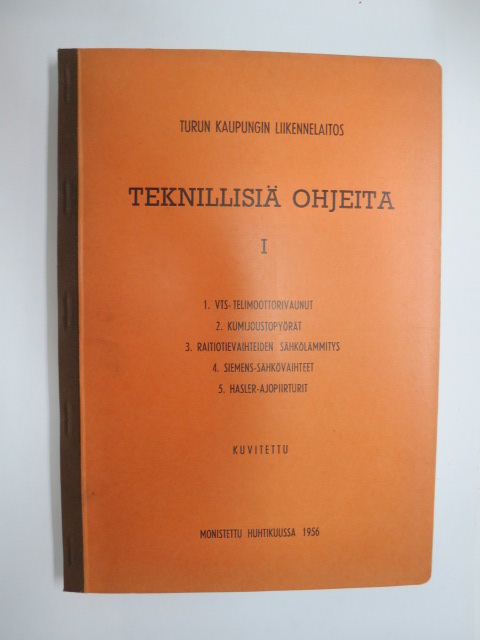 TURUN KAUPUNGIN LIIKENNELAITOS
TEKNILLISIÄ OHJEITA
I
1. VTS-TELIMOOTTORIVAUNUT
2. KUMIJOUSTOPYÖRÄT
3. RAITIOTIEVAIHTEIDEN SÄHKÖLÄMMITYS
4. SIEMENS-SÄHKÖVAIHTEET
5. HASLER-AJOPIIRTURIT
KUVITETTU
MONISTETTU HUHTIKUUSSA 1956